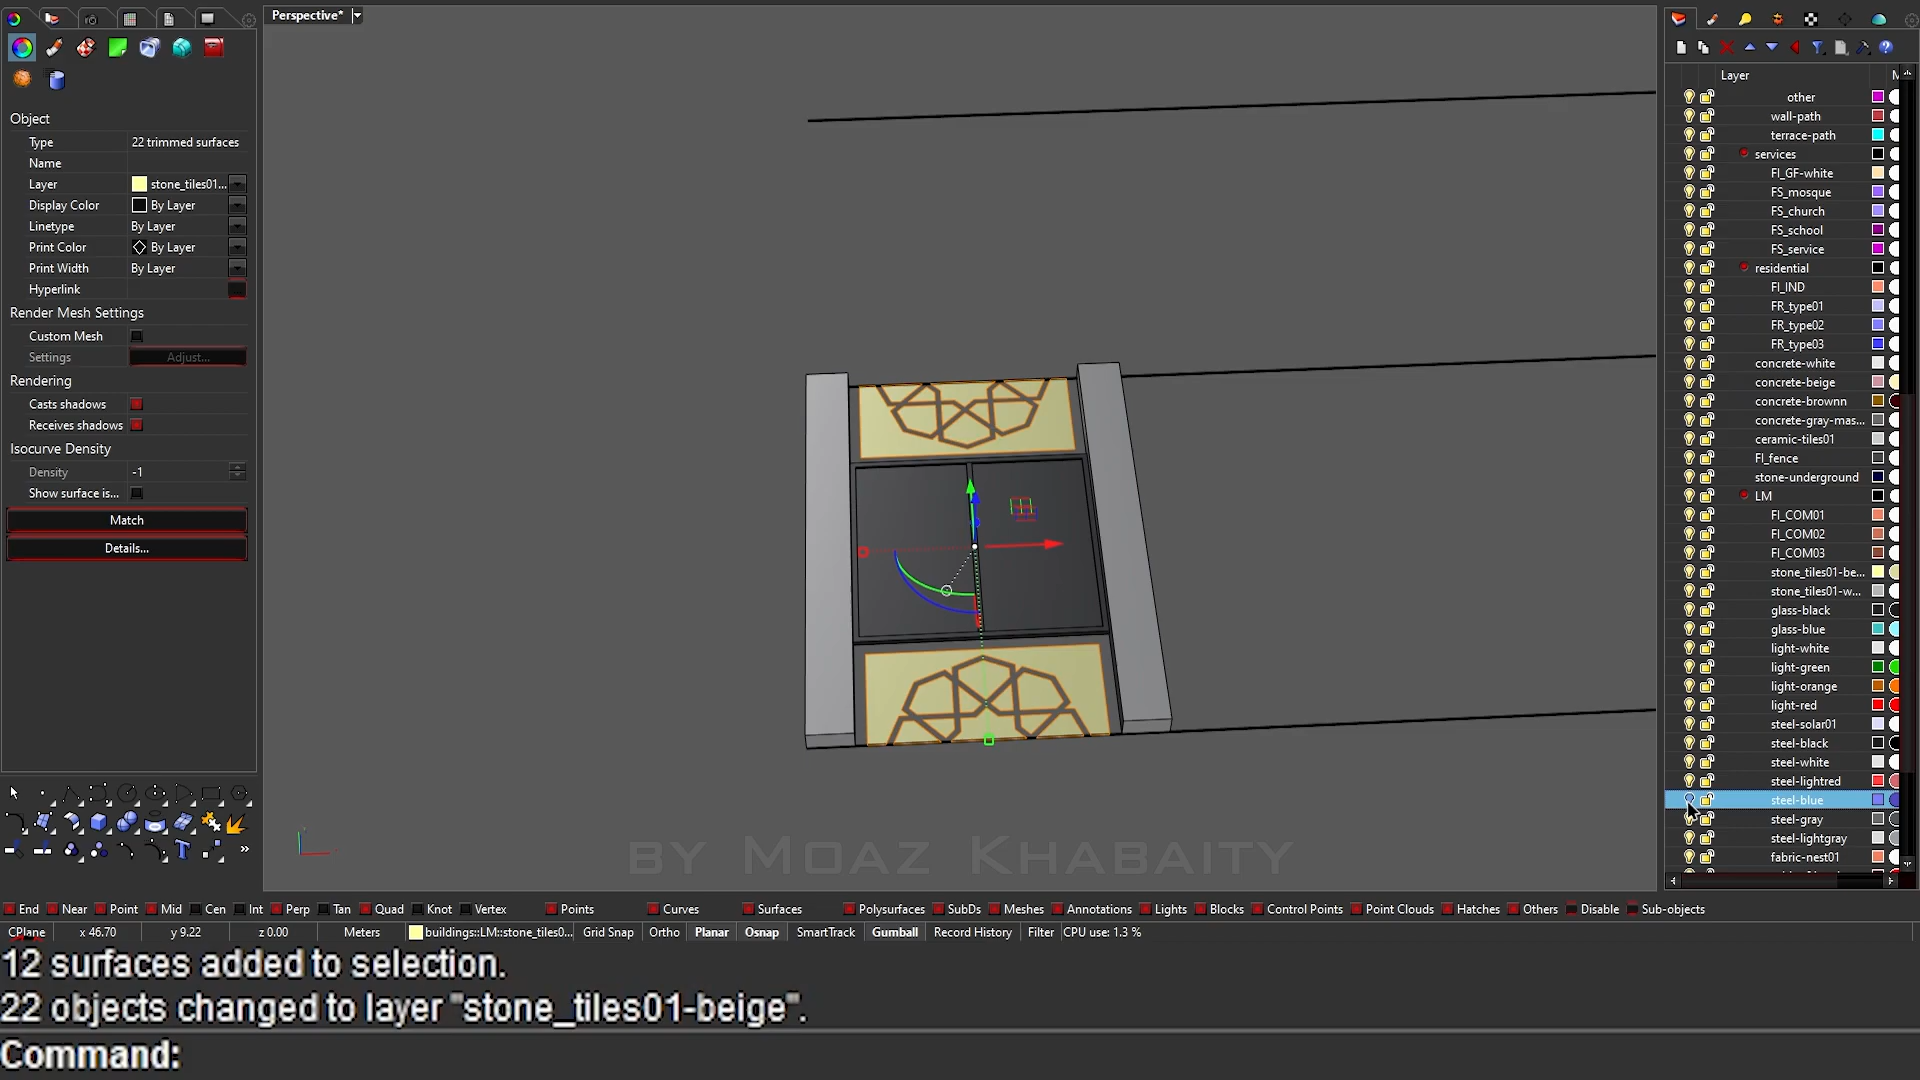 Perspective*
Object
Type 22 trimmed surfaces
Name
Layer stone_tiles01...
Display Color By Layer
Linetype By Layer
Print Color By Layer
Print Width By Layer
Hyperlink
Render Mesh Settings
Custom Mesh
Settings Adjust...
Rendering
Casts shadows
Receives shadows
Isocurve Density
Density -1
Show surface is...
Match
Details...
Layer M
other
wall-path
terrace-path
services
FI_GF-white
FS_mosque
FS_church
FS_school
FS_service
residential
FI_IND
FR_type01
FR_type02
FR_type03
concrete-white
concrete-beige
concrete-brownn
concrete-gray-mas...
ceramic-tiles01
FI_fence
stone-underground
LM
FI_COM01
FI_COM02
FI_COM03
stone_tiles01-be...
stone_tiles01-w...
glass-black
glass-blue
light-white
light-green
light-orange
light-red
steel-solar01
steel-black
steel-white
steel-lightred
steel-blue
steel-gray
steel-lightgray
fabric-nest01
BY MOAZ KHABAITY
End Near Point Mid Cen Int Perp Tan Quad Knot Vertex Points Curves Surfaces Polysurfaces SubDs Meshes Annotations Lights Blocks Control Points Point Clouds Hatches Others Disable Sub-objects
CPlane x 46.70 y 9.22 z 0.00 Meters buildings::LM::stone_tiles0... Grid Snap Ortho Planar Osnap SmartTrack Gumball Record History Filter CPU use: 1.3 %
12 surfaces added to selection.
22 objects changed to layer "stone_tiles01-beige".
Command: